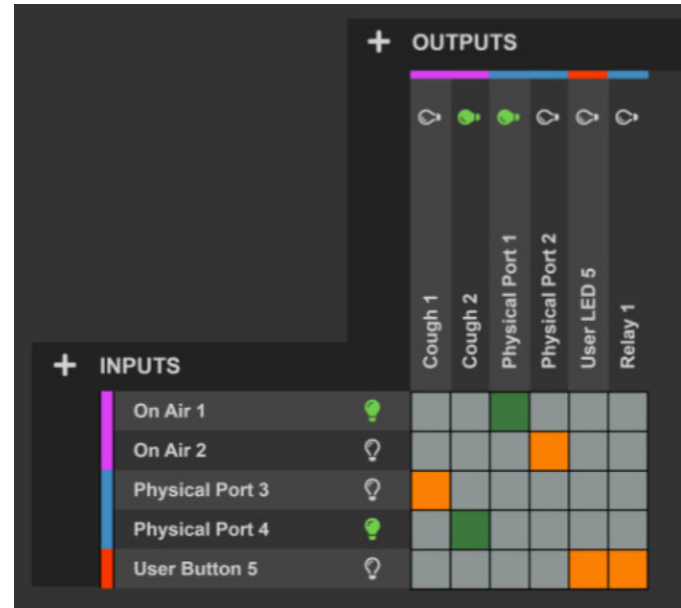 OUTPUTS
Cough 1
Cough 2
Physical Port 1
Physical Port 2
User LED 5
Relay 1
INPUTS
On Air 1
On Air 2
Physical Port 3
Physical Port 4
User Button 5